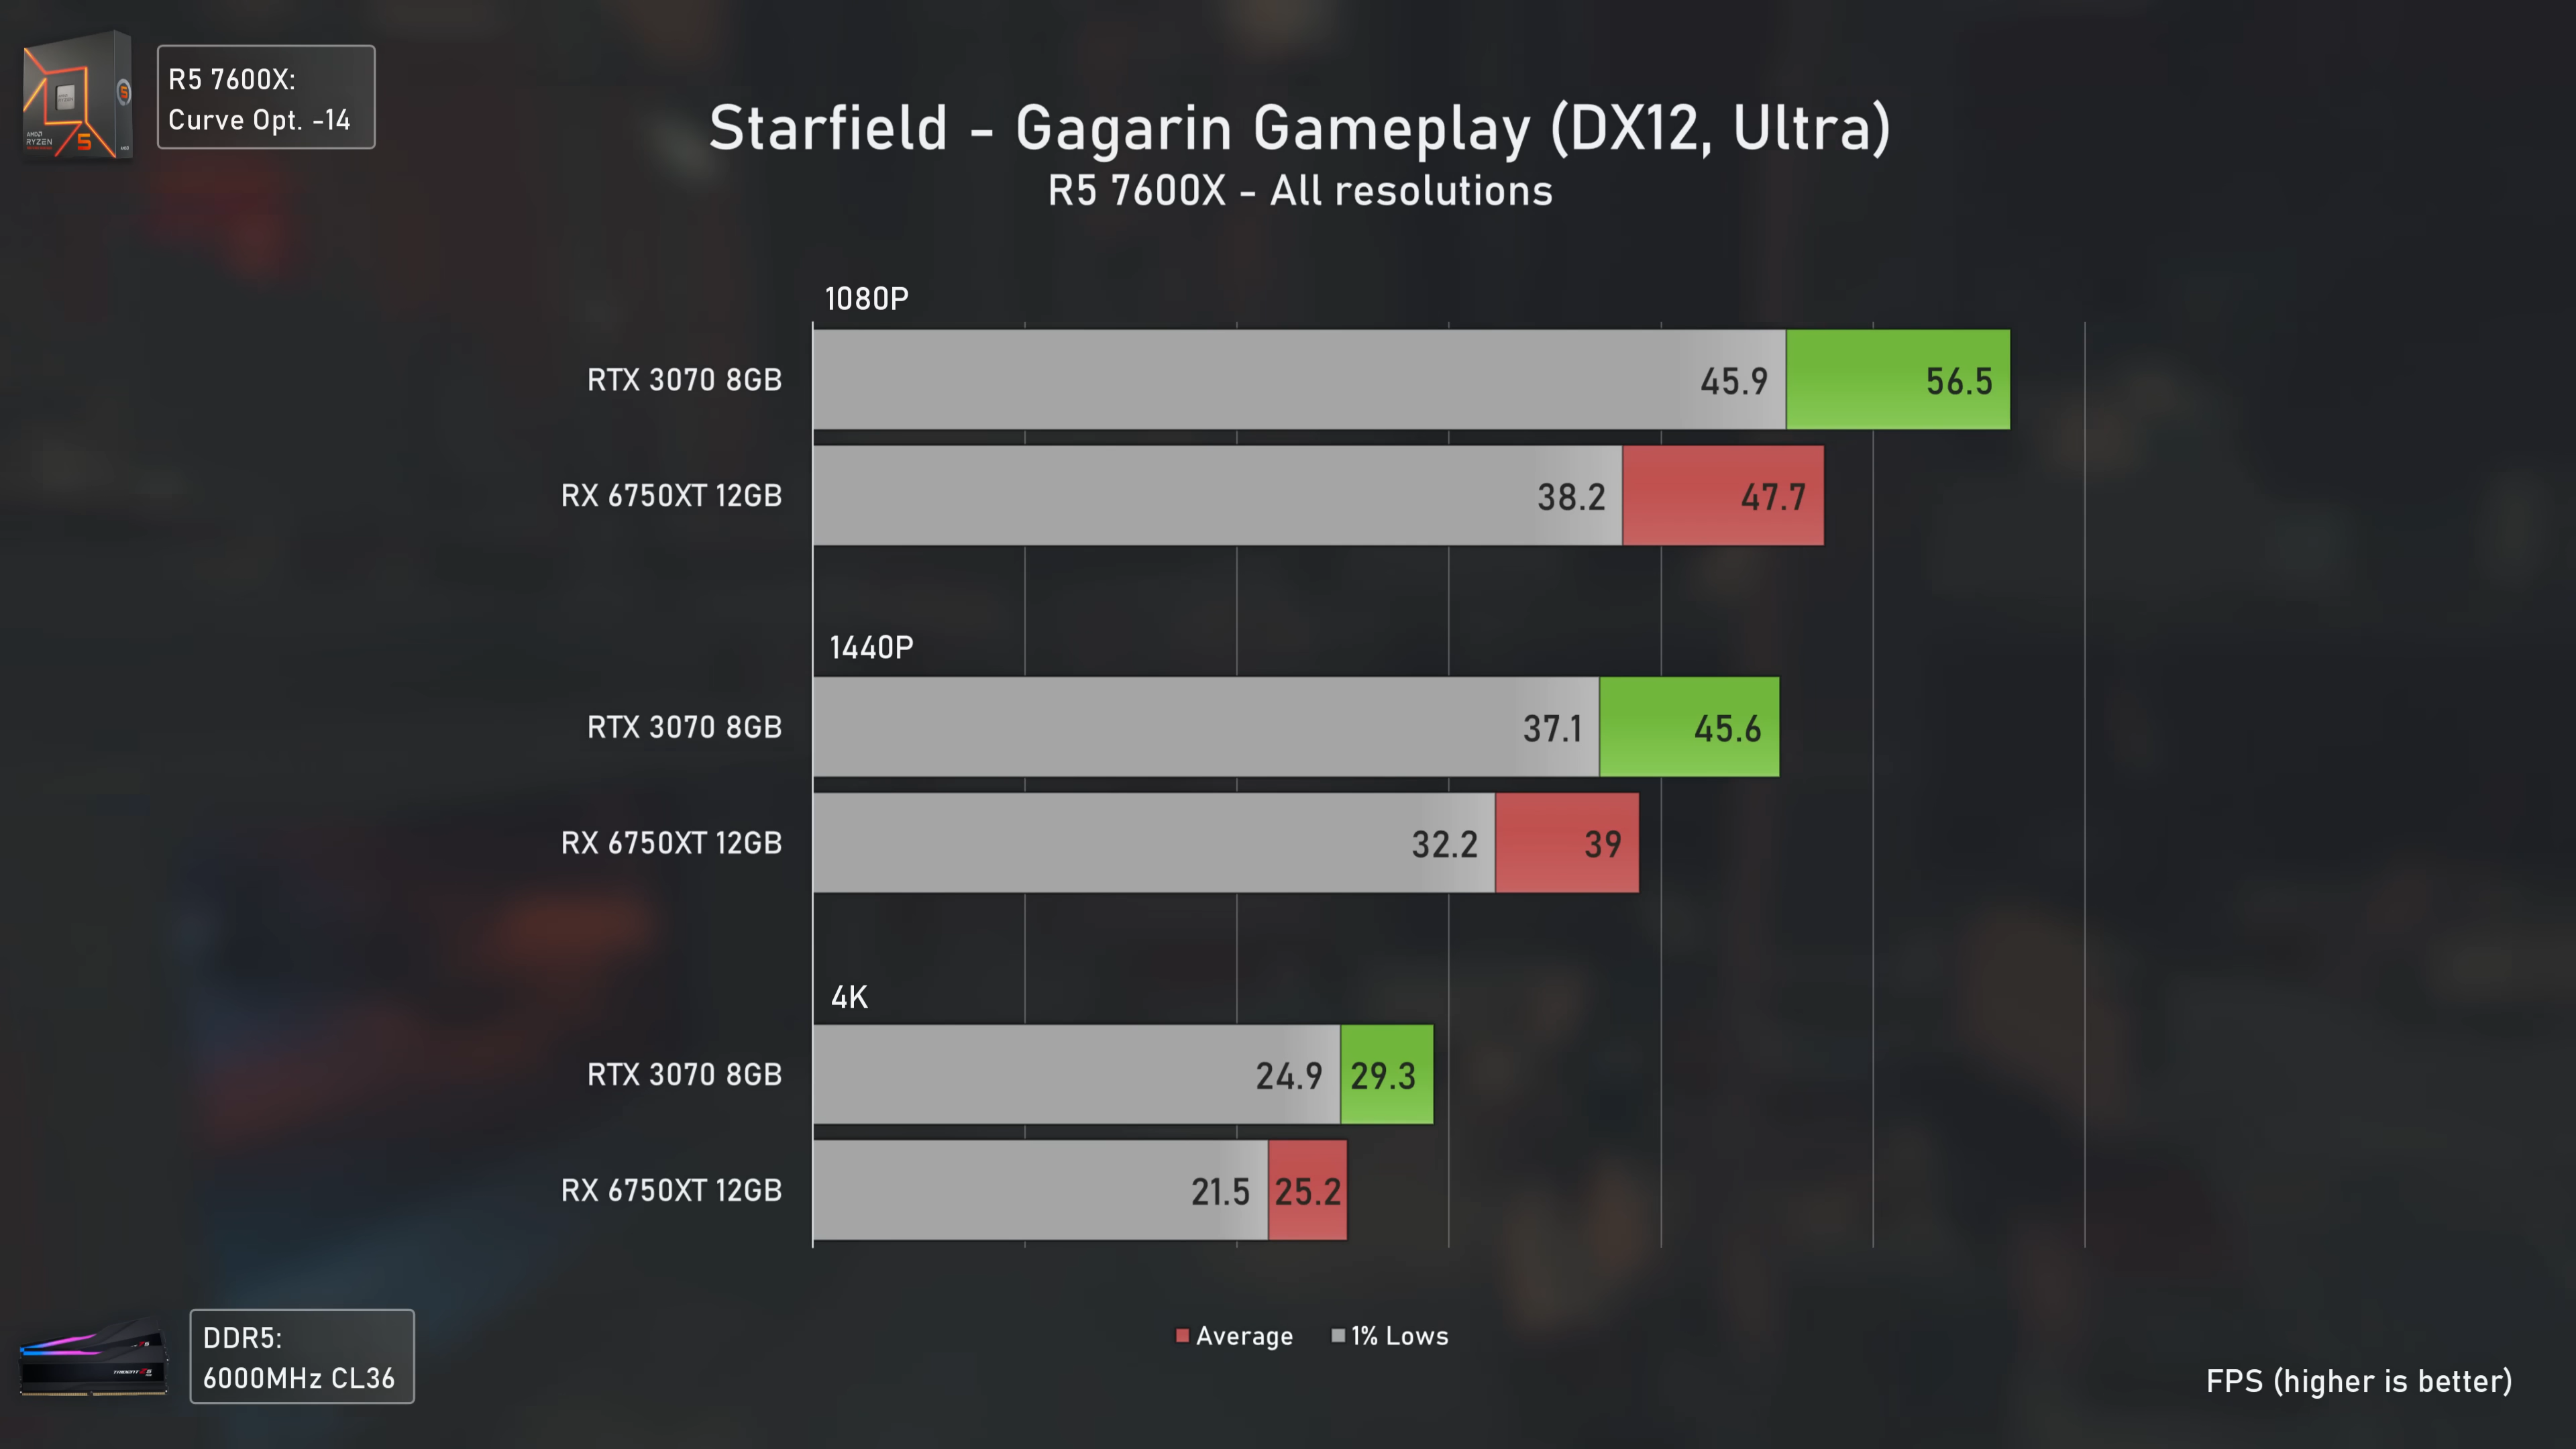 R5 7600X:
Curve Opt. -14
AMD
RYZEN
5
Starfield - Gagarin Gameplay (DX12, Ultra)
R5 7600X - All resolutions
1080P
RTX 3070 8GB
45.9
56.5
RX 6750XT 12GB
38.2
47.7
1440P
RTX 3070 8GB
37.1
45.6
RX 6750XT 12GB
32.2
39
4K
RTX 3070 8GB
24.9
29.3
RX 6750XT 12GB
21.5
25.2
Average
1% Lows
DDR5:
6000MHz CL36
FPS (higher is better)